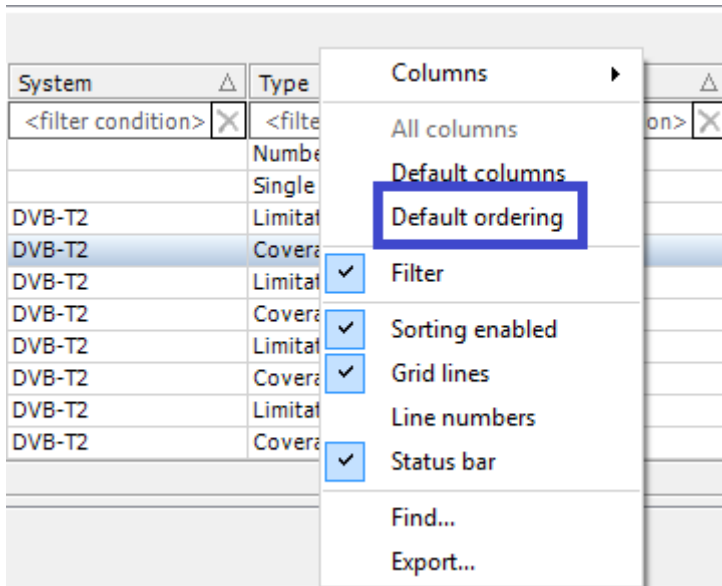 System Type
<filter condition> <filte on>
Numbe
Single
DVB-T2 Limitat
DVB-T2 Covera
DVB-T2 Limitat
DVB-T2 Covera
DVB-T2 Limitat
DVB-T2 Covera
DVB-T2 Limitat
DVB-T2 Covera
Columns
All columns
Default columns
Default ordering
Filter
Sorting enabled
Grid lines
Line numbers
Status bar
Find...
Export...